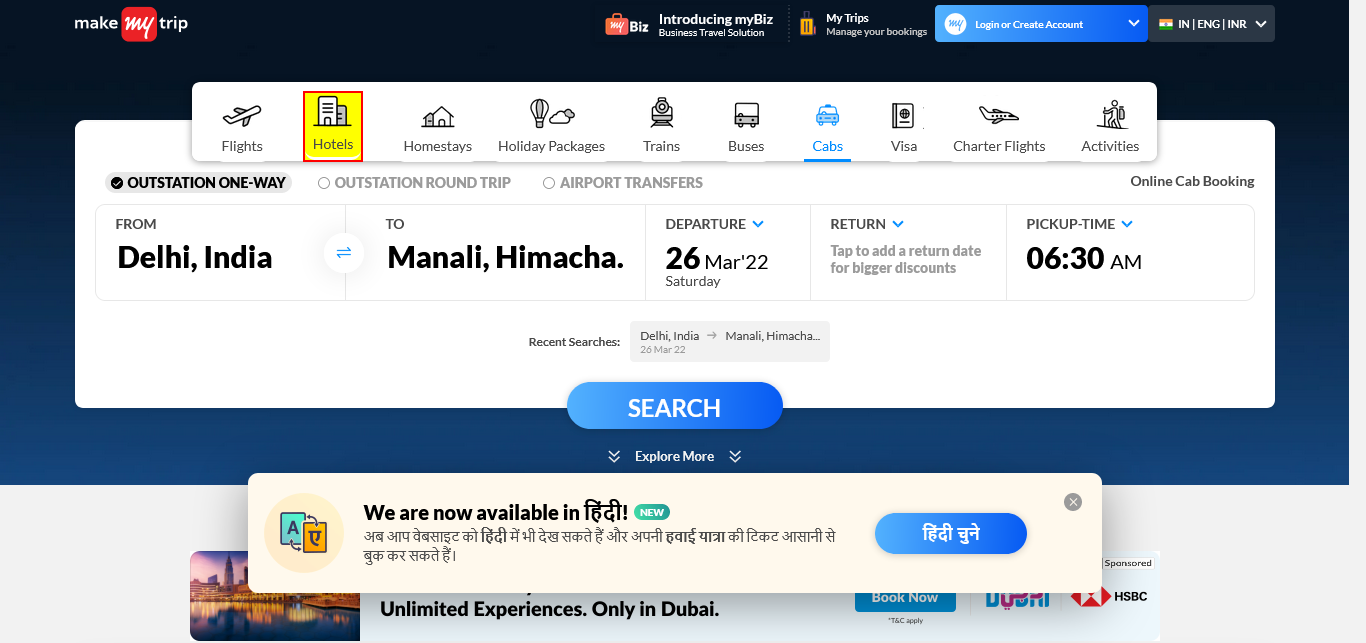 make my trip
my Biz
Introducing myBiz
Business Travel Solution
My Trips
Manage your bookings
my
Login or Create Account
IN | ENG | INR
Flights
Hotels
Homestays
Holiday Packages
Trains
Buses
Cabs
Visa
Charter Flights
Activities
OUTSTATION ONE-WAY
OUTSTATION ROUND TRIP
AIRPORT TRANSFERS
Online Cab Booking
FROM
Delhi, India
TO
Manali, Himacha.
DEPARTURE
26 Mar'22
Saturday
RETURN
Tap to add a return date
for bigger discounts
PICKUP-TIME
06:30 AM
Recent Searches:
Delhi, India
Manali, Himacha...
26 Mar 22
SEARCH
Explore More
A
ए
We are now available in हिंदी! NEW
अब आप वेबसाइट को हिंदी में भी देख सकते हैं और अपनी हवाई यात्रा की टिकट आसानी से
बुक कर सकते हैं।
हिंदी चुने
Sponsored
Unlimited Experiences. Only in Dubai.
Book Now
*T&C apply
DUBAI
HSBC